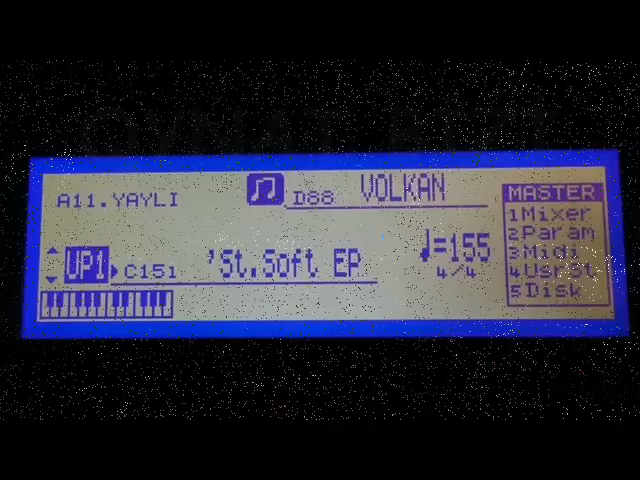 A11.YAYLI
D88 VOLKAN
UP1 C151 'St.Soft EP
♩=155
4/4
MASTER
1Mixer
2Param
3Midi
4UsrSt
5Disk